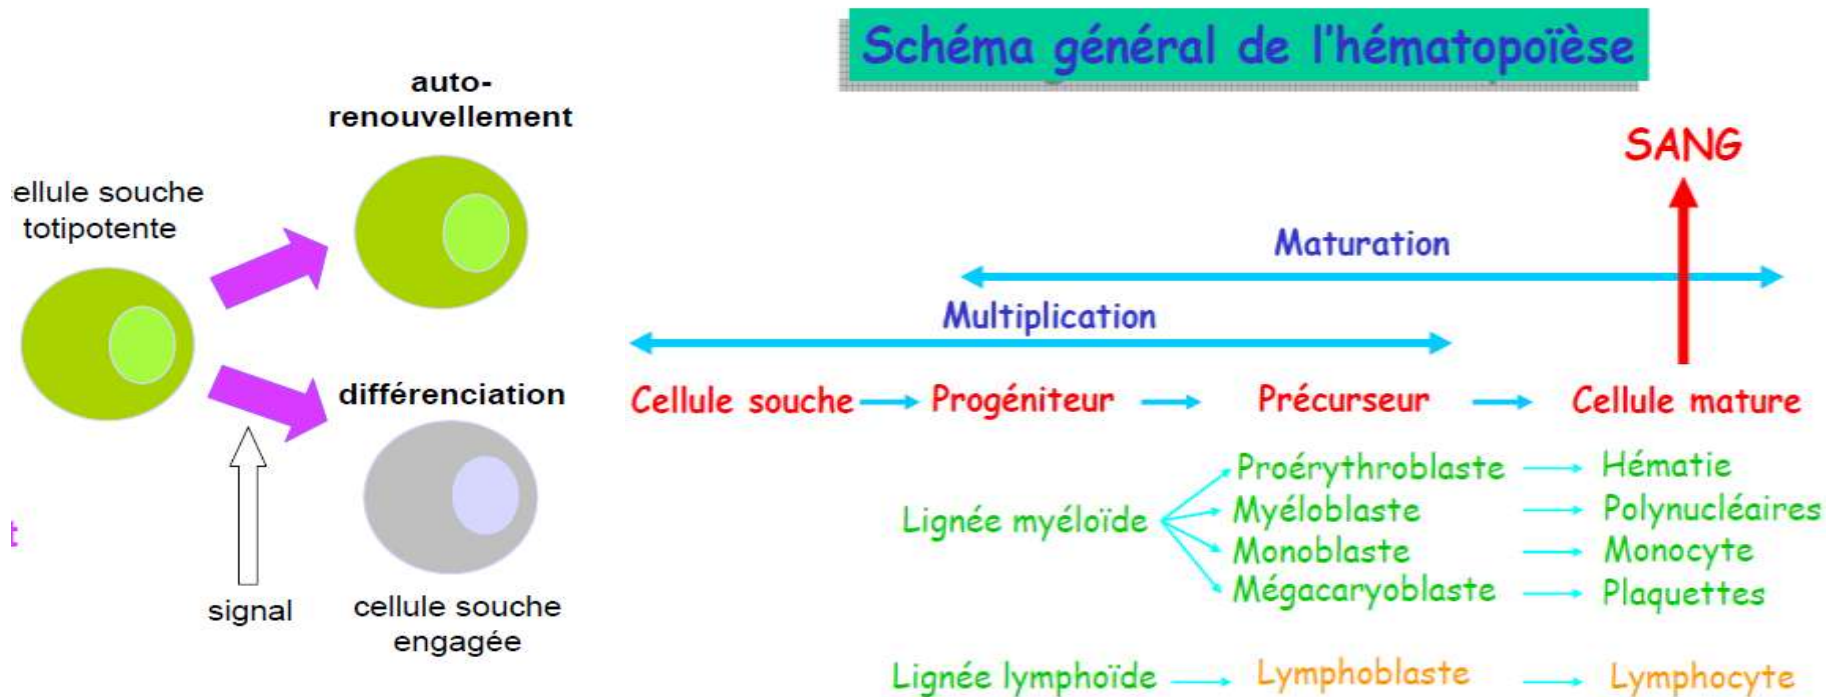 Schéma général de l'hématopoïèse
auto-
renouvellement
ellule souche
totipotente
différenciation
signal
cellule souche
engagée
t
SANG
Maturation
Multiplication
Cellule souche Progéniteur Précurseur Cellule mature
Proérythroblaste Hématie
Lignée myéloïde
Myéloblaste Polynucléaires
Monoblaste Monocyte
Mégacaryoblaste Plaquettes
Lignée lymphoïde Lymphoblaste Lymphocyte